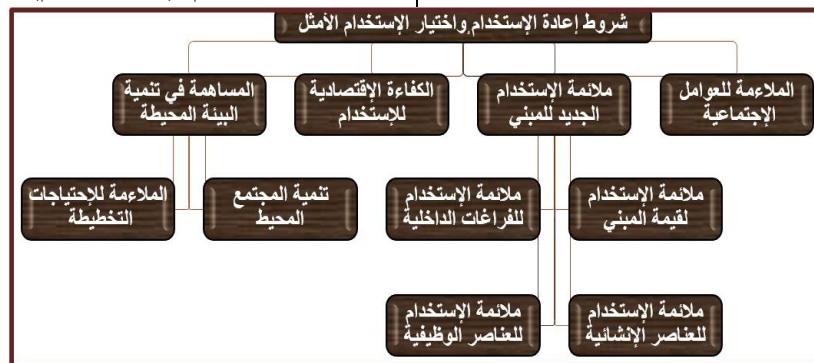 شروط إعادة الإستخدام واختيار الإستخدام الأمثل
الملاءمة للعوامل
الإجتماعية
ملائمة الإستخدام
الجديد للمبني
الكفاءة الإقتصادية
للإستخدام
المساهمة في تنمية
البيئة المحيطة
ملائمة الإستخدام
لقيمة المبني
ملائمة الإستخدام
للفراغات الداخلية
تنمية المجتمع
المحيط
الملاءمة للإحتياجات
التخطيطة
ملائمة الإستخدام
للعناصر الإنشائية
ملائمة الإستخدام
للعناصر الوظيفية